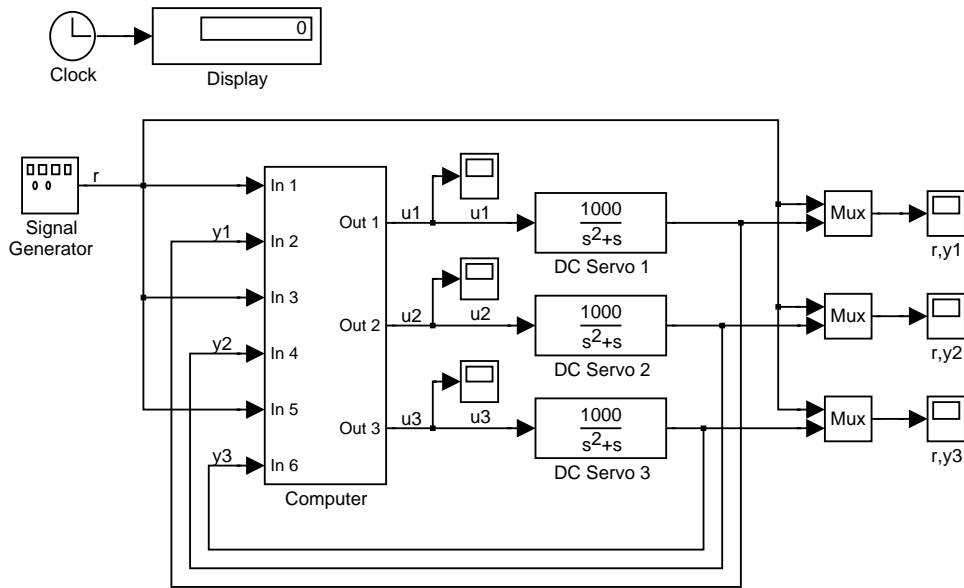 0
Clock
Display
Signal
Generator
r
y1
y2
y3
In 1
In 2
In 3
In 4
In 5
In 6
Out 1
Out 2
Out 3
Computer
u1
u1
u2
u2
u3
u3
1000
s²+s
DC Servo 1
1000
s²+s
DC Servo 2
1000
s²+s
DC Servo 3
Mux
r,y1
Mux
r,y2
Mux
r,y3